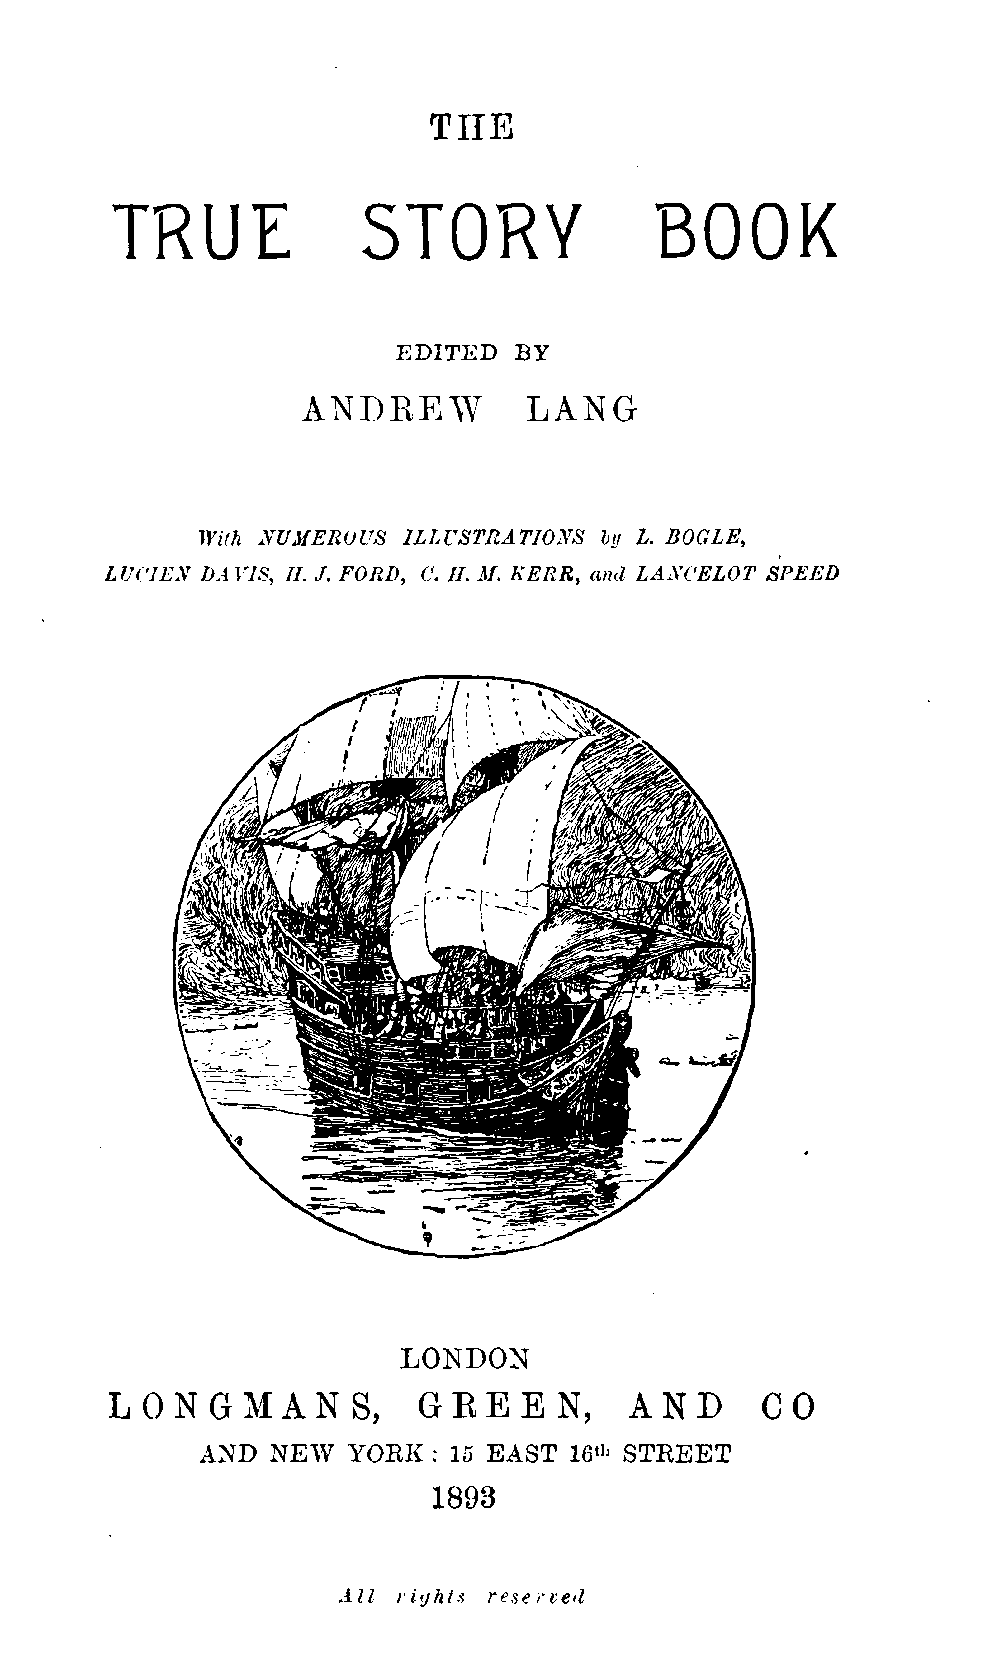 THE
TRUE STORY BOOK
EDITED BY
ANDREW LANG
With NUMEROUS ILLUSTRATIONS by L. BOGLE,
LUCIEN DAVIS, H. J. FORD, C. H. M. KERR, and LANCELOT SPEED
LONDON
LONGMANS, GREEN, AND CO
AND NEW YORK: 15 EAST 16th STREET
1893
All rights reserved